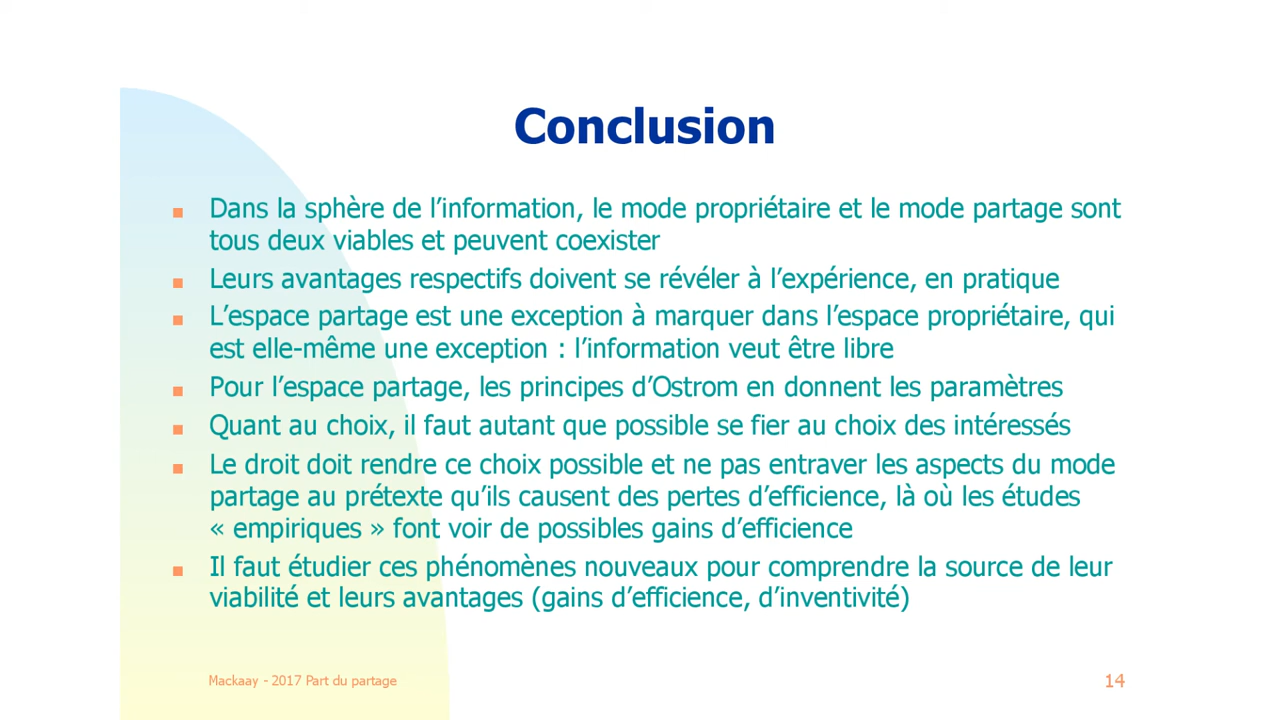 Conclusion
Dans la sphère de l’information, le mode propriétaire et le mode partage sont
tous deux viables et peuvent coexister
Leurs avantages respectifs doivent se révéler à l’expérience, en pratique
L’espace partage est une exception à marquer dans l’espace propriétaire, qui
est elle-même une exception : l’information veut être libre
Pour l’espace partage, les principes d’Ostrom en donnent les paramètres
Quant au choix, il faut autant que possible se fier au choix des intéressés
Le droit doit rendre ce choix possible et ne pas entraver les aspects du mode
partage au prétexte qu’ils causent des pertes d’efficience, là où les études
« empiriques » font voir de possibles gains d’efficience
Il faut étudier ces phénomènes nouveaux pour comprendre la source de leur
viabilité et leurs avantages (gains d’efficience, d’inventivité)
Mackaay - 2017 Part du partage
14